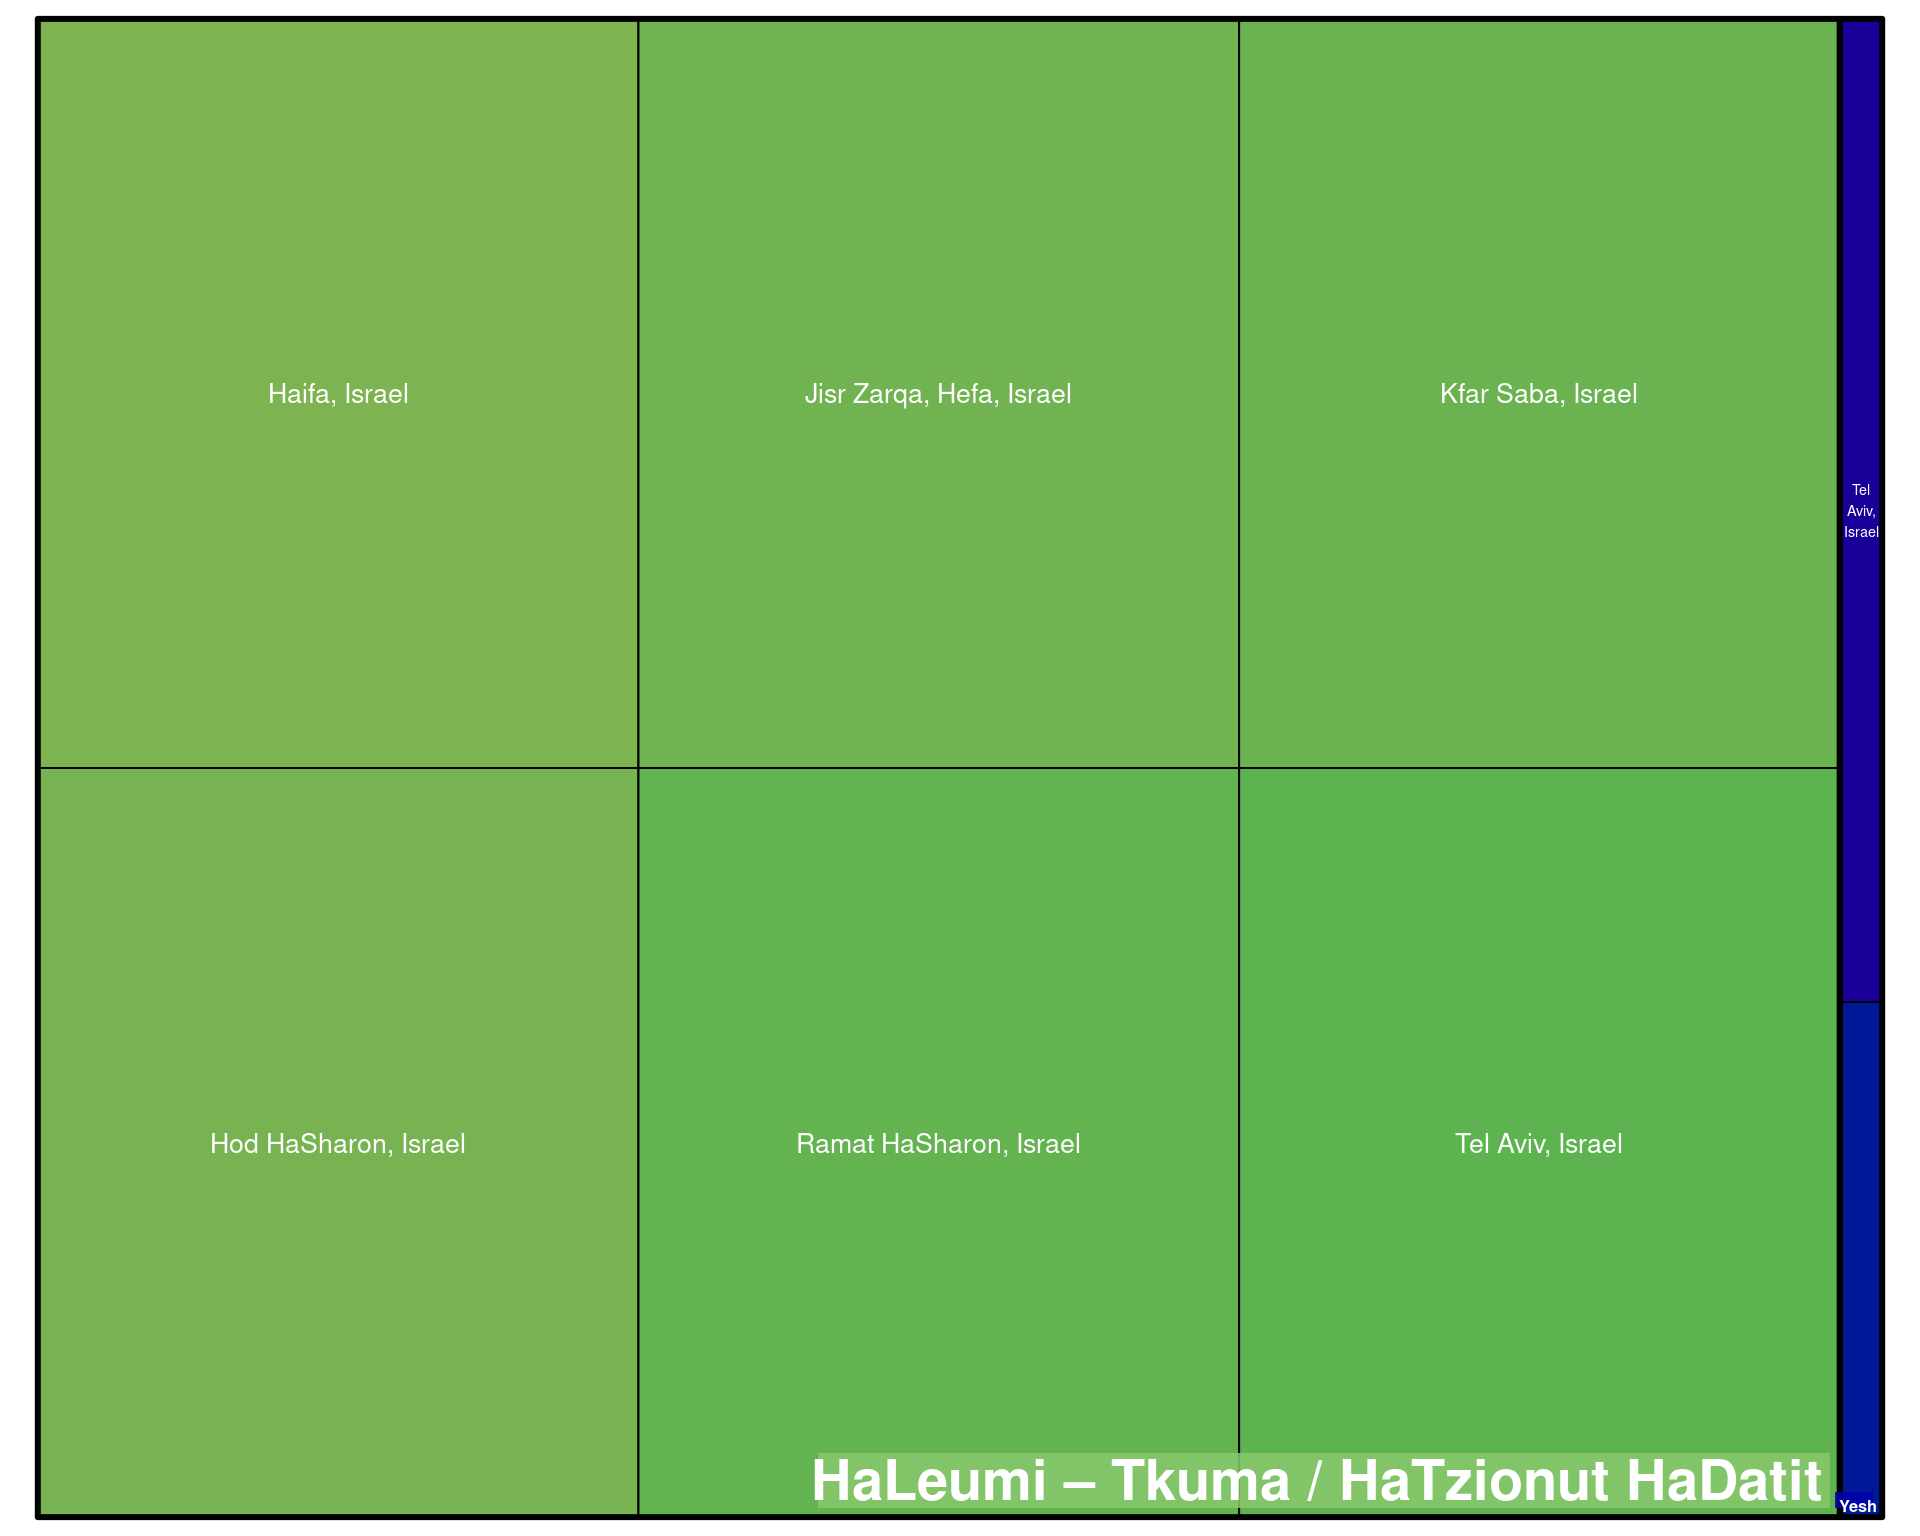 Haifa, Israel
Jisr Zarqa, Hefa, Israel
Kfar Saba, Israel
Tel
Aviv,
Israel
Hod HaSharon, Israel
Ramat HaSharon, Israel
Tel Aviv, Israel
HaLeumi – Tkuma / HaTzionut HaDatit
Yesh